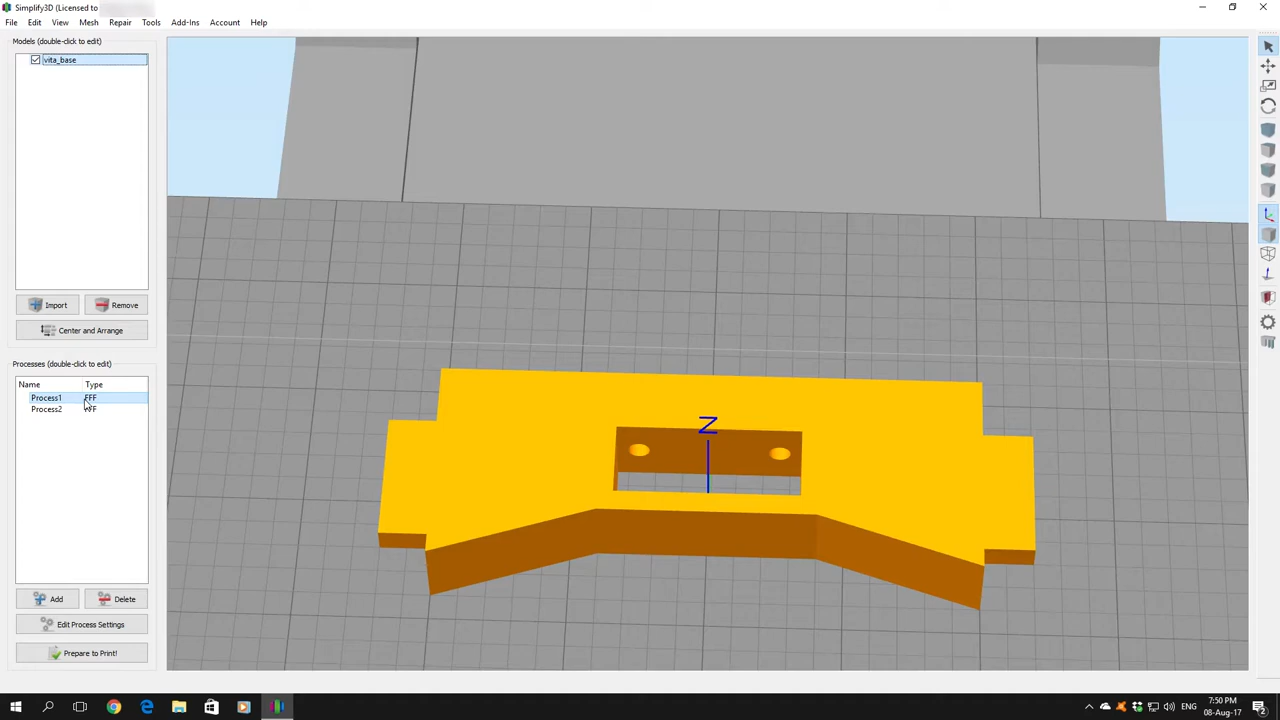 Simplify3D (Licensed to
File Edit View Mesh Repair Tools Add-Ins Account Help
Models (double-click to edit)
vita_base
Import Remove
Center and Arrange
Processes (double-click to edit)
Name Type
Process1 FFF
Process2 FFF
Add Delete
Edit Process Settings
Prepare to Print!
Z
ENG
7:50 PM
08-Aug-17
2